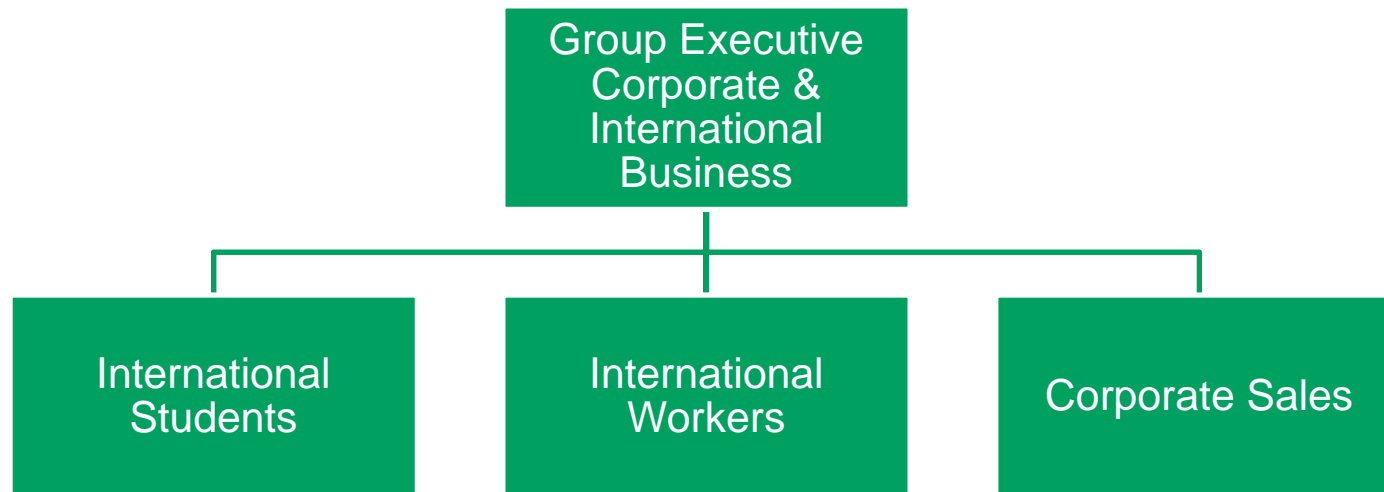 Group Executive
Corporate &
International
Business
International
Students
International
Workers
Corporate Sales